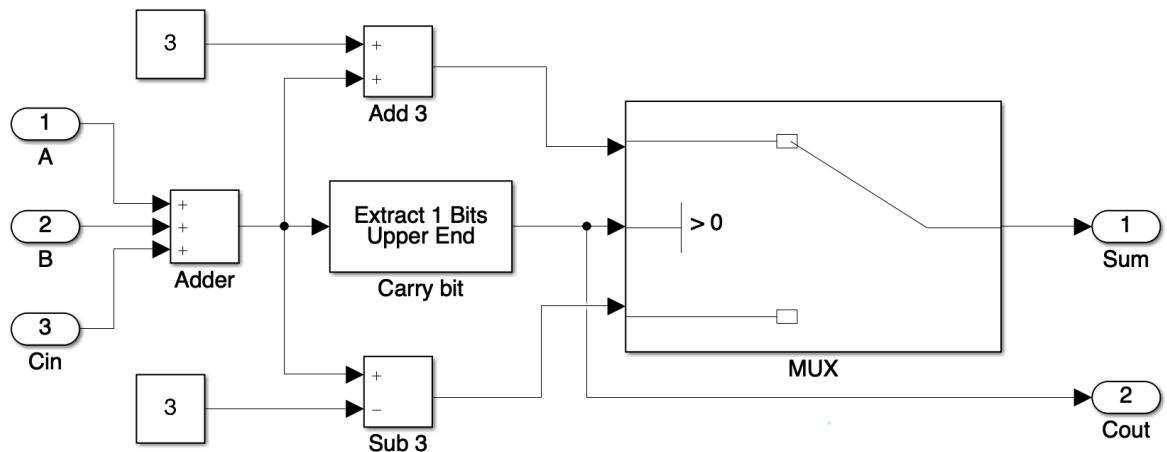 3
+
+
Add 3
1
A
2
B
3
Cin
+
+
+
Adder
Extract 1 Bits
Upper End
Carry bit
> 0
MUX
1
Sum
3
+
−
Sub 3
2
Cout